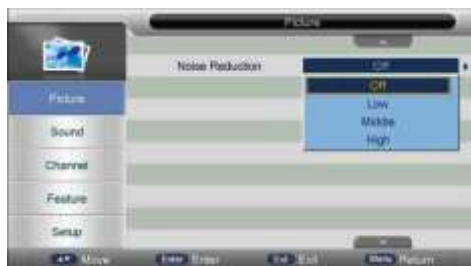 Picture
Noise Reduction Off
Off
Low
Middle
High
Picture
Sound
Channel
Feature
Setup
Move Enter Enter Exit Exit Menu Return